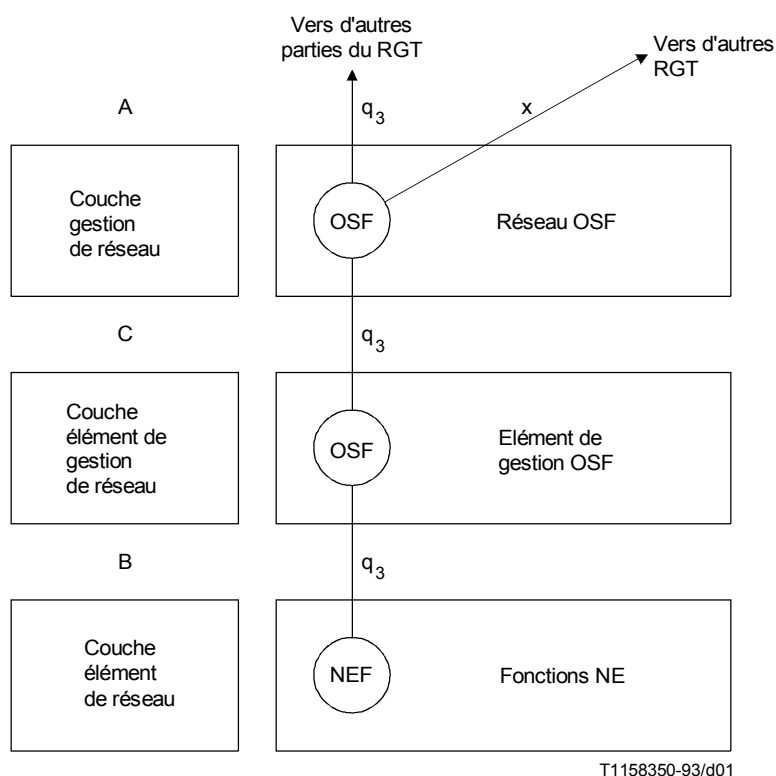 Vers d'autres
parties du RGT
Vers d'autres
RGT
A
q3
x
Couche
gestion
de réseau
OSF
Réseau OSF
C
q3
Couche
élément de
gestion
de réseau
OSF
Elément de
gestion OSF
B
q3
Couche
élément
de réseau
NEF
Fonctions NE
T1158350-93/d01